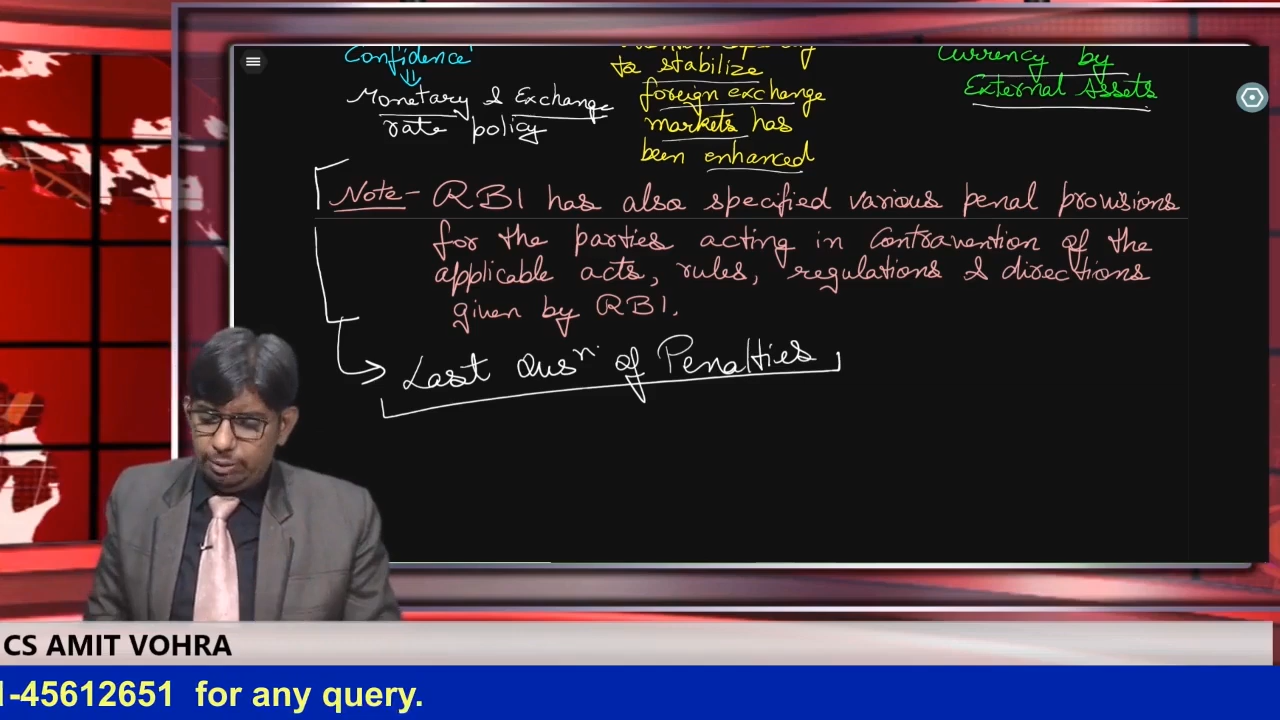 Confidence
to stabilize
Currency by
External Assets
Monetary & Exchange
rate policy
foreign exchange
markets has
been enhanced
Note - RBI has also specified various penal provisions
for the parties acting in contravention of the
applicable acts, rules, regulations & directions
given by RBI.
Last Qusn. of Penalties
CS AMIT VOHRA
1-45612651 for any query.